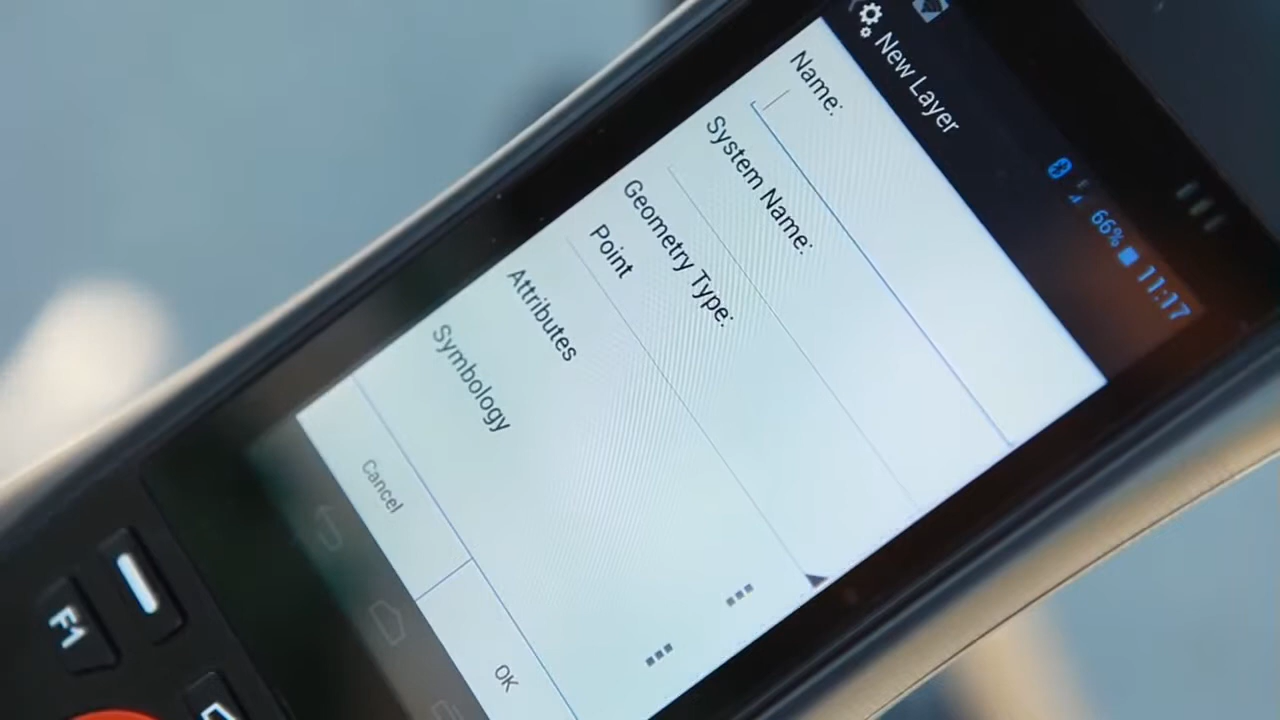 66% 11:17
New Layer
Name:
System Name:
Geometry Type:
Point
Attributes
Symbology
Cancel OK
F1